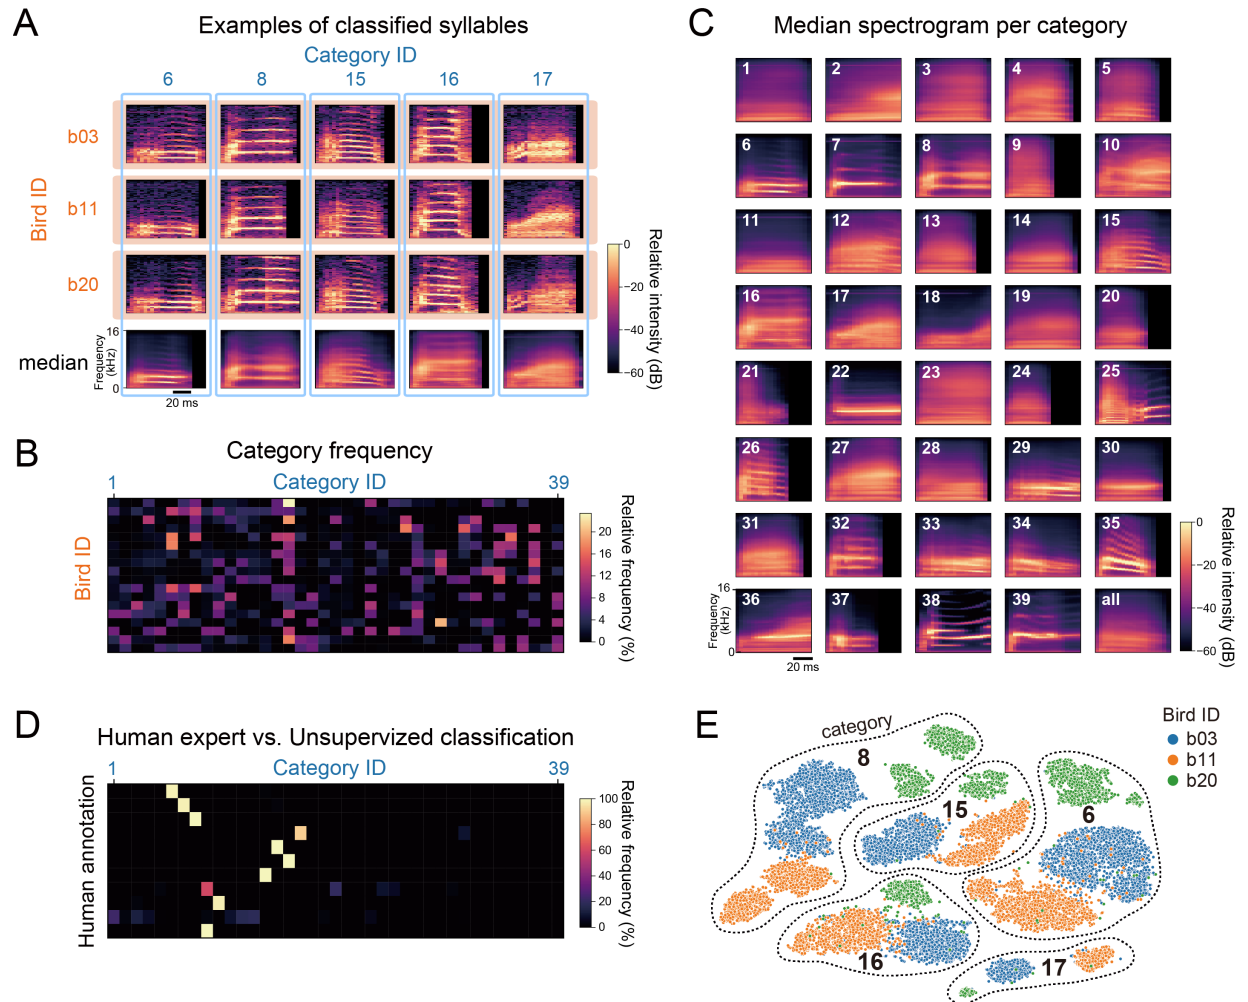 A
Examples of classified syllables
Category ID
6 8 15 16 17
b03
b11
b20
Bird ID
median
16
Frequency
(kHz)
0
20 ms
0
−20
−40
−60
Relative intensity (dB)
B
Category frequency
1 Category ID 39
Bird ID
20
16
12
8
4
0
Relative frequency (%)
C
Median spectrogram per category
1 2 3 4 5
6 7 8 9 10
11 12 13 14 15
16 17 18 19 20
21 22 23 24 25
26 27 28 29 30
31 32 33 34 35
36 37 38 39 all
16
Frequency
(kHz)
0
20 ms
0
−20
−40
−60
Relative intensity (dB)
D
Human expert vs. Unsupervized classification
1 Category ID 39
Human annotation
100
80
60
40
20
0
Relative frequency (%)
E
category
8
15
6
16
17
Bird ID
b03
b11
b20